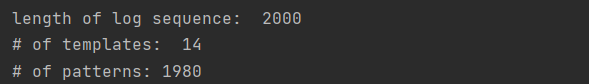 length of log sequence:  2000
# of templates:  14
# of patterns: 1980